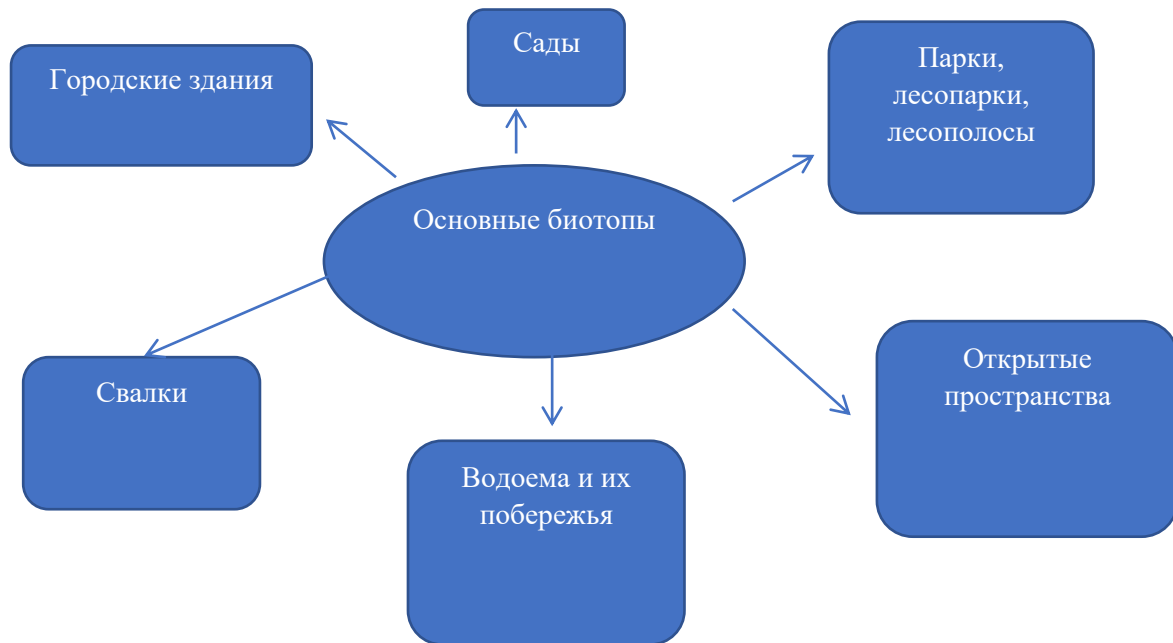 Городские здания
Сады
Парки,
лесопарки,
лесополосы
Основные биотопы
Свалки
Водоема и их
побережья
Открытые
пространства